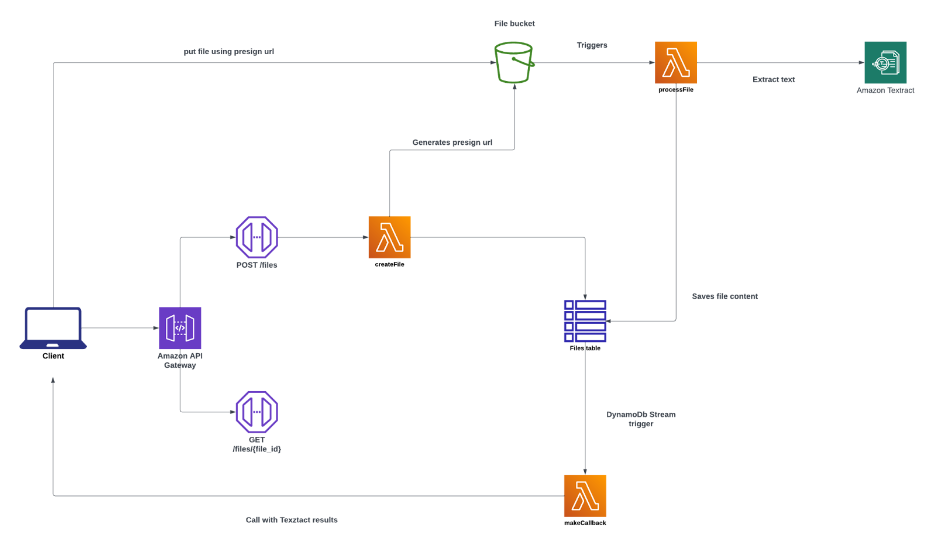 File bucket
put file using presign url
Triggers
processFile
Extract text
Amazon Textract
Generates presign url
POST /files
createFile
Saves file content
Client
Amazon API
Gateway
Files table
DynamoDb Stream
trigger
GET
/files/{file_id}
makeCallback
Call with Texztact results